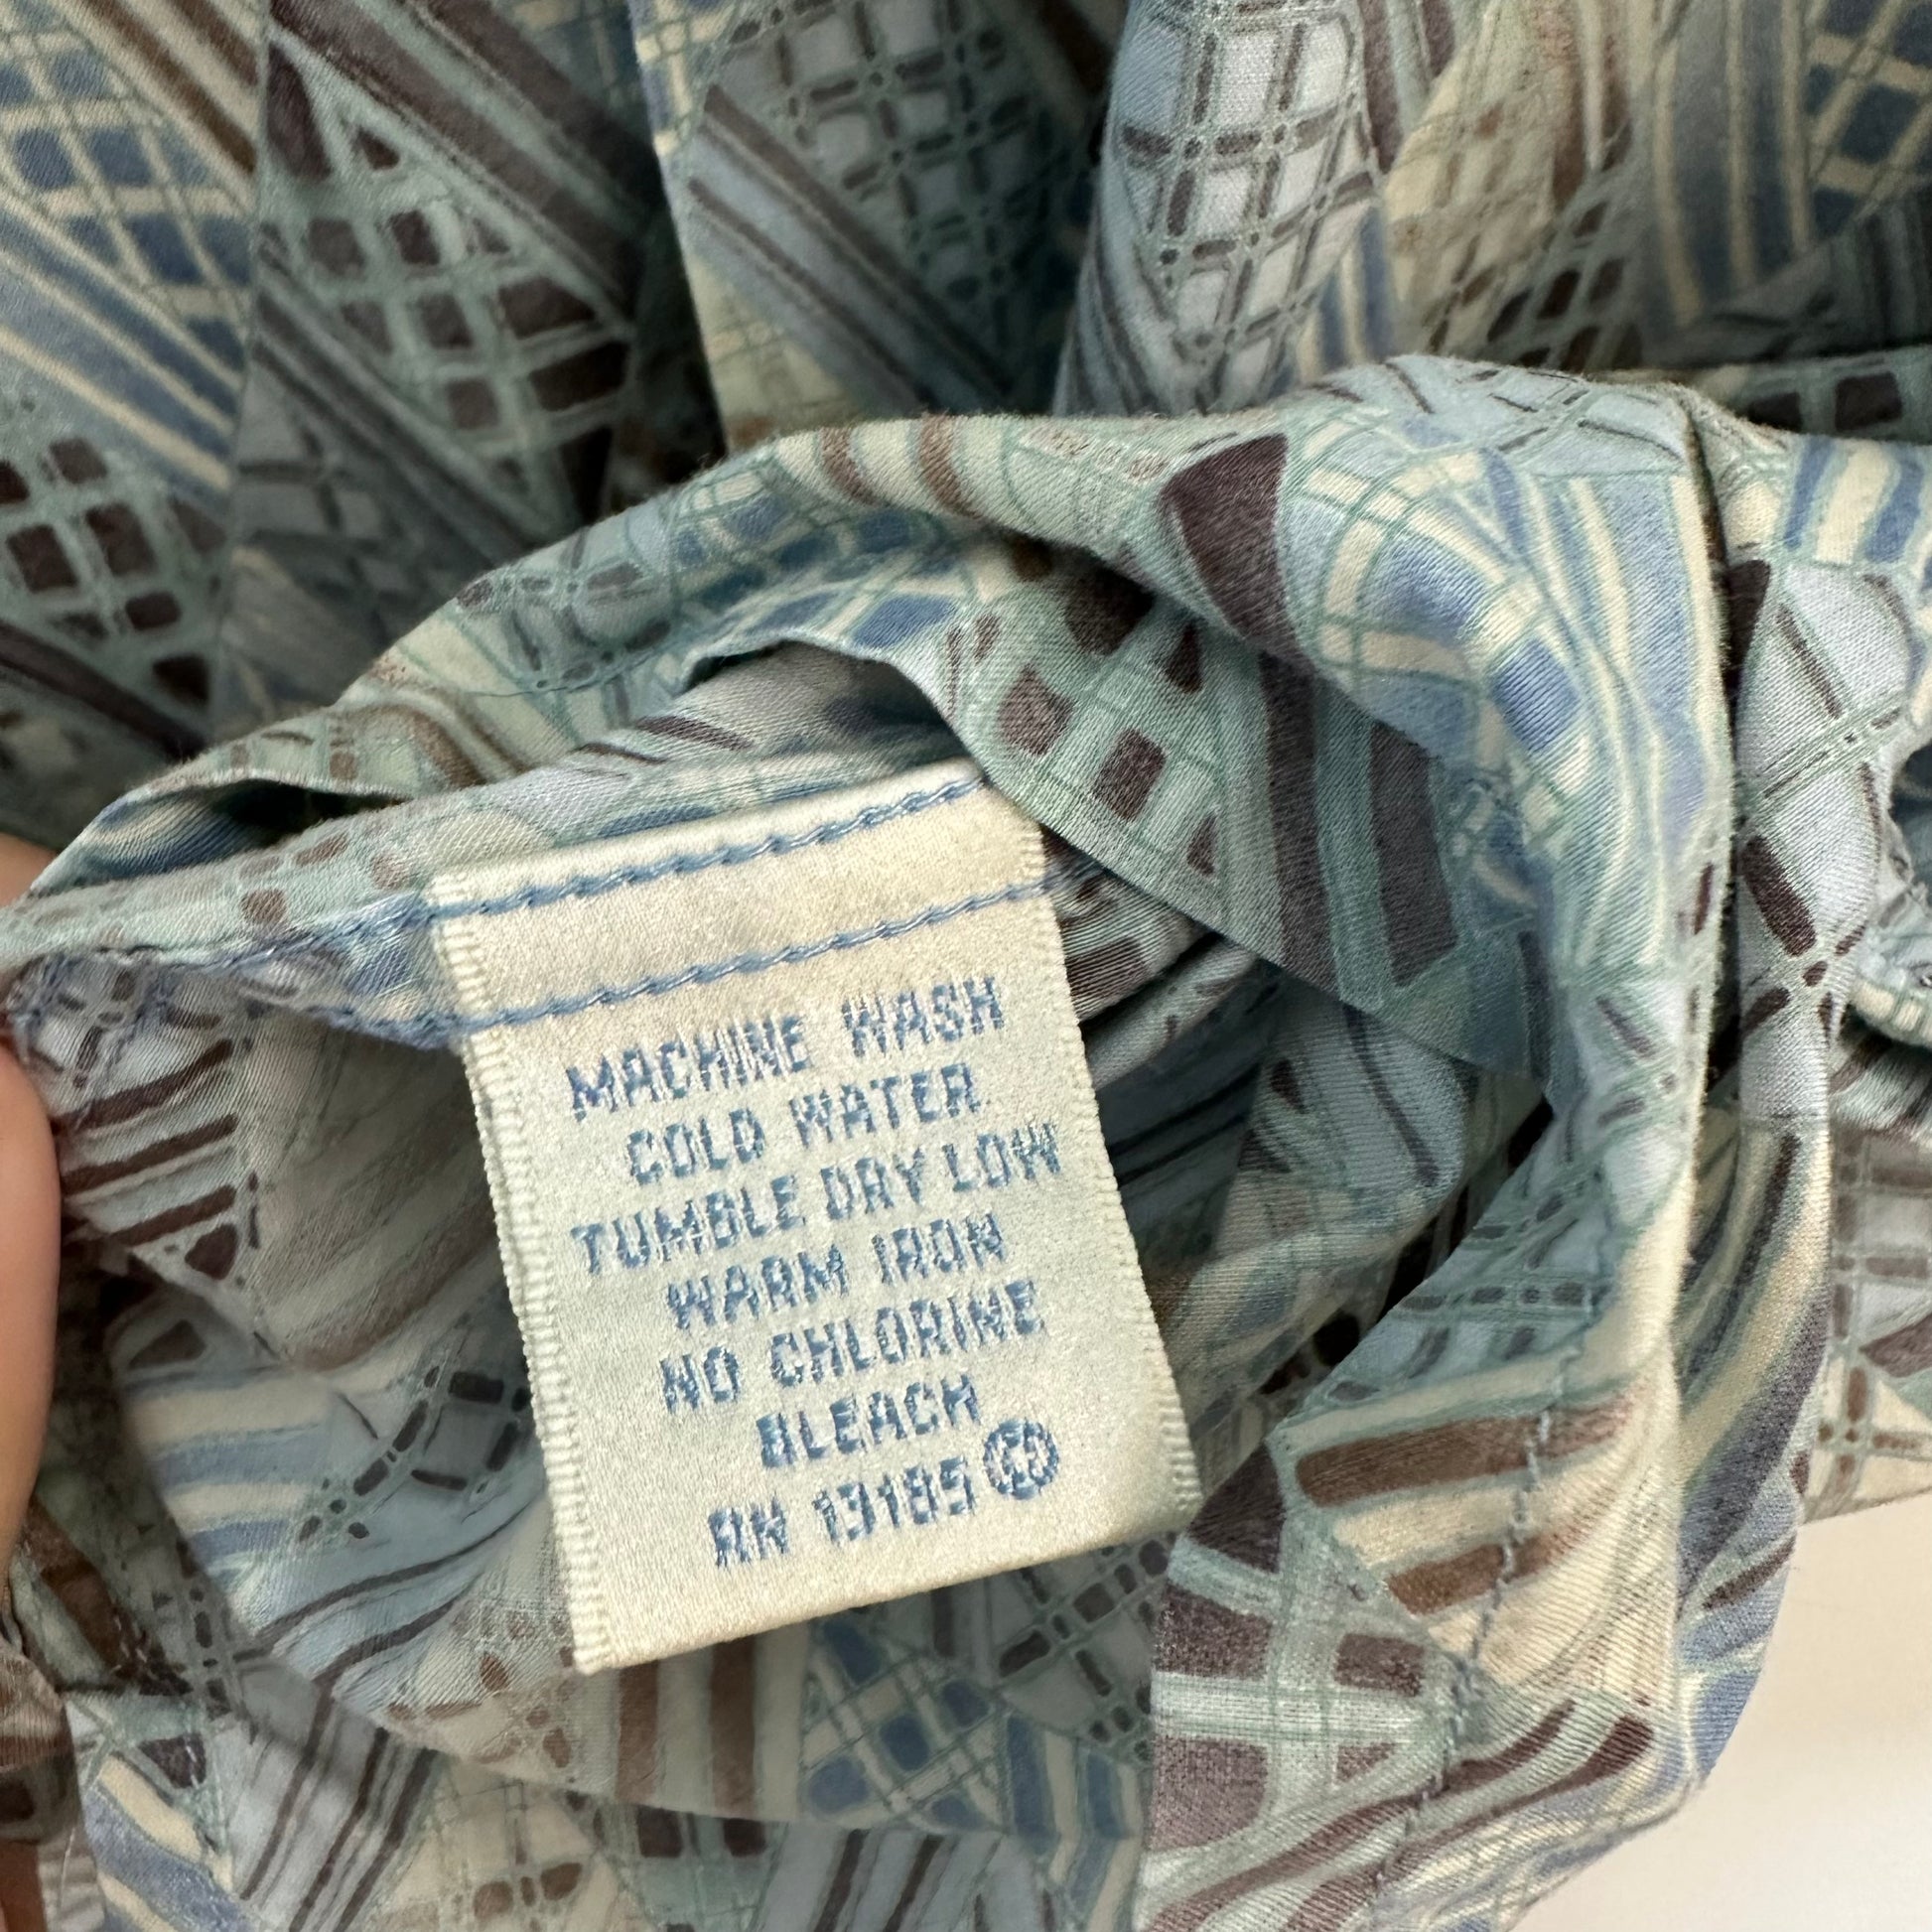 MACHINE WASH
COLD WATER
TUMBLE DRY LOW
WARM IRON
NO CHLORINE
BLEACH
RN 13185